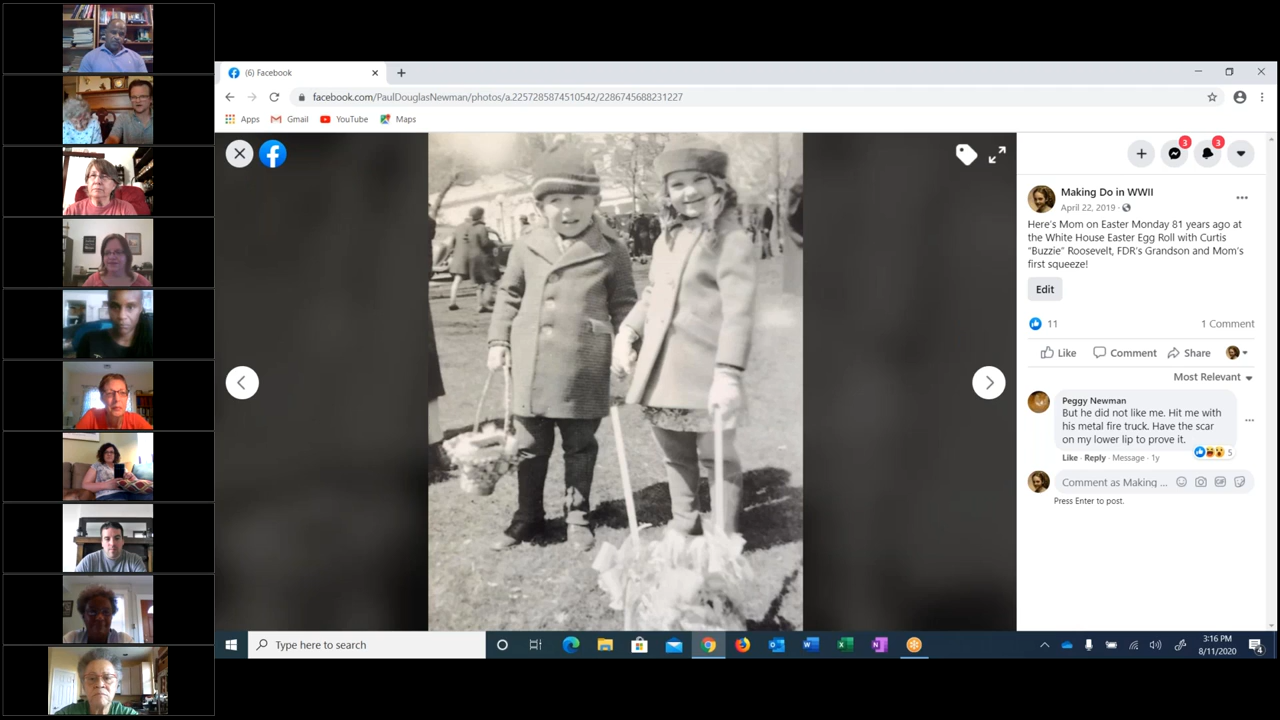 (6) Facebook
facebook.com/PaulDouglasNewman/photos/a.2257285874510542/2286745688231227
Apps
Gmail
YouTube
Maps
3
3
Making Do in WWII
April 22, 2019
Here's Mom on Easter Monday 81 years ago at
the White House Easter Egg Roll with Curtis
"Buzzie" Roosevelt, FDR's Grandson and Mom's
first squeeze!
Edit
11
1 Comment
Like
Comment
Share
Most Relevant
Peggy Newman
But he did not like me. Hit me with
his metal fire truck. Have the scar
on my lower lip to prove it.
5
Like · Reply · Message · 1y
Comment as Making ...
Press Enter to post.
Type here to search
3:16 PM
8/11/2020
4